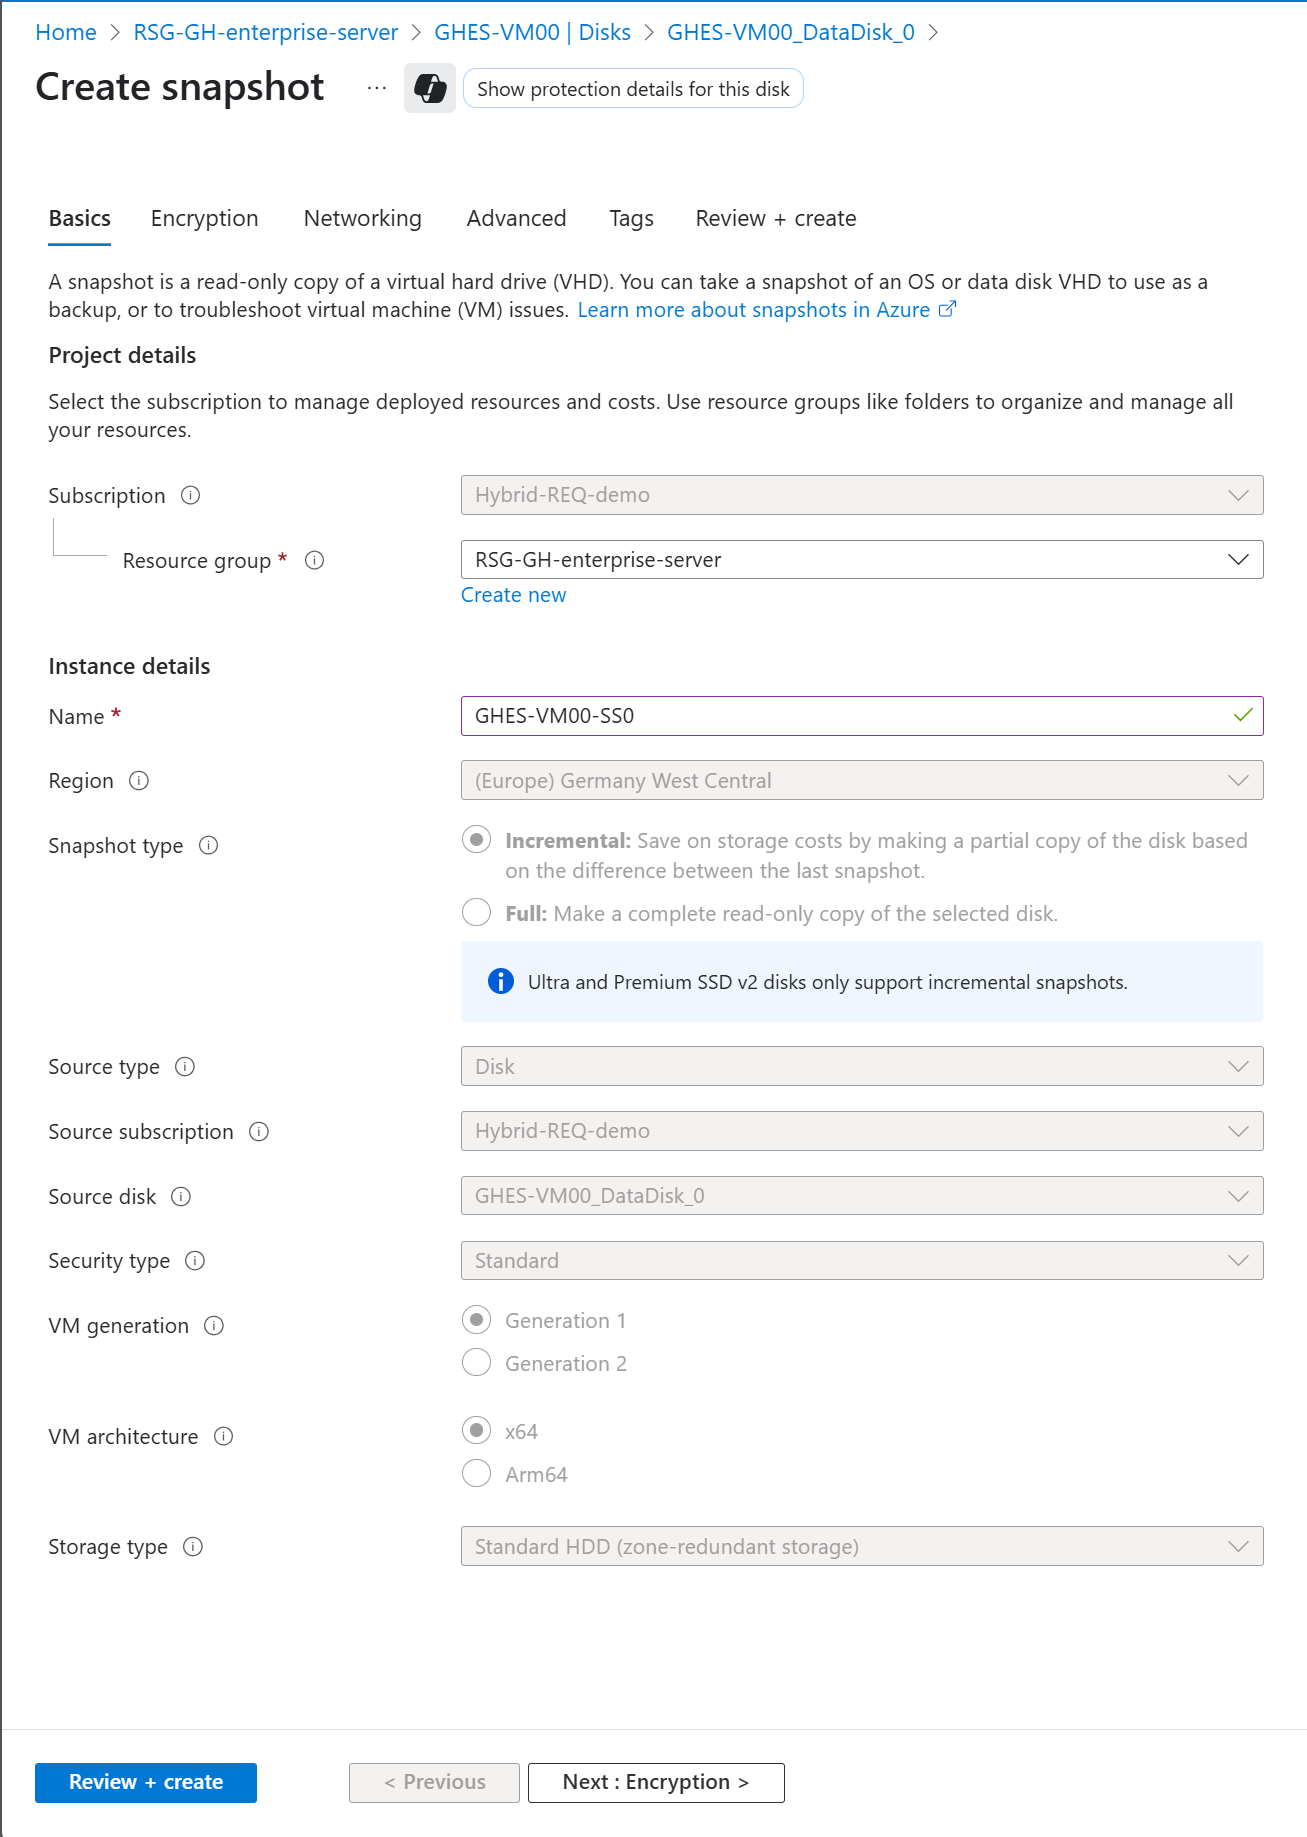 Home > RSG-GH-enterprise-server > GHES-VM00 | Disks > GHES-VM00_DataDisk_0 >
Create snapshot ... Show protection details for this disk
Basics Encryption Networking Advanced Tags Review + create
A snapshot is a read-only copy of a virtual hard drive (VHD). You can take a snapshot of an OS or data disk VHD to use as a
backup, or to troubleshoot virtual machine (VM) issues. Learn more about snapshots in Azure
Project details
Select the subscription to manage deployed resources and costs. Use resource groups like folders to organize and manage all
your resources.
Subscription Hybrid-REQ-demo
Resource group * RSG-GH-enterprise-server
Create new
Instance details
Name * GHES-VM00-SS0
Region (Europe) Germany West Central
Snapshot type Incremental: Save on storage costs by making a partial copy of the disk based
on the difference between the last snapshot.
Full: Make a complete read-only copy of the selected disk.
Ultra and Premium SSD v2 disks only support incremental snapshots.
Source type Disk
Source subscription Hybrid-REQ-demo
Source disk GHES-VM00_DataDisk_0
Security type Standard
VM generation Generation 1
Generation 2
VM architecture x64
Arm64
Storage type Standard HDD (zone-redundant storage)
Review + create < Previous Next : Encryption >